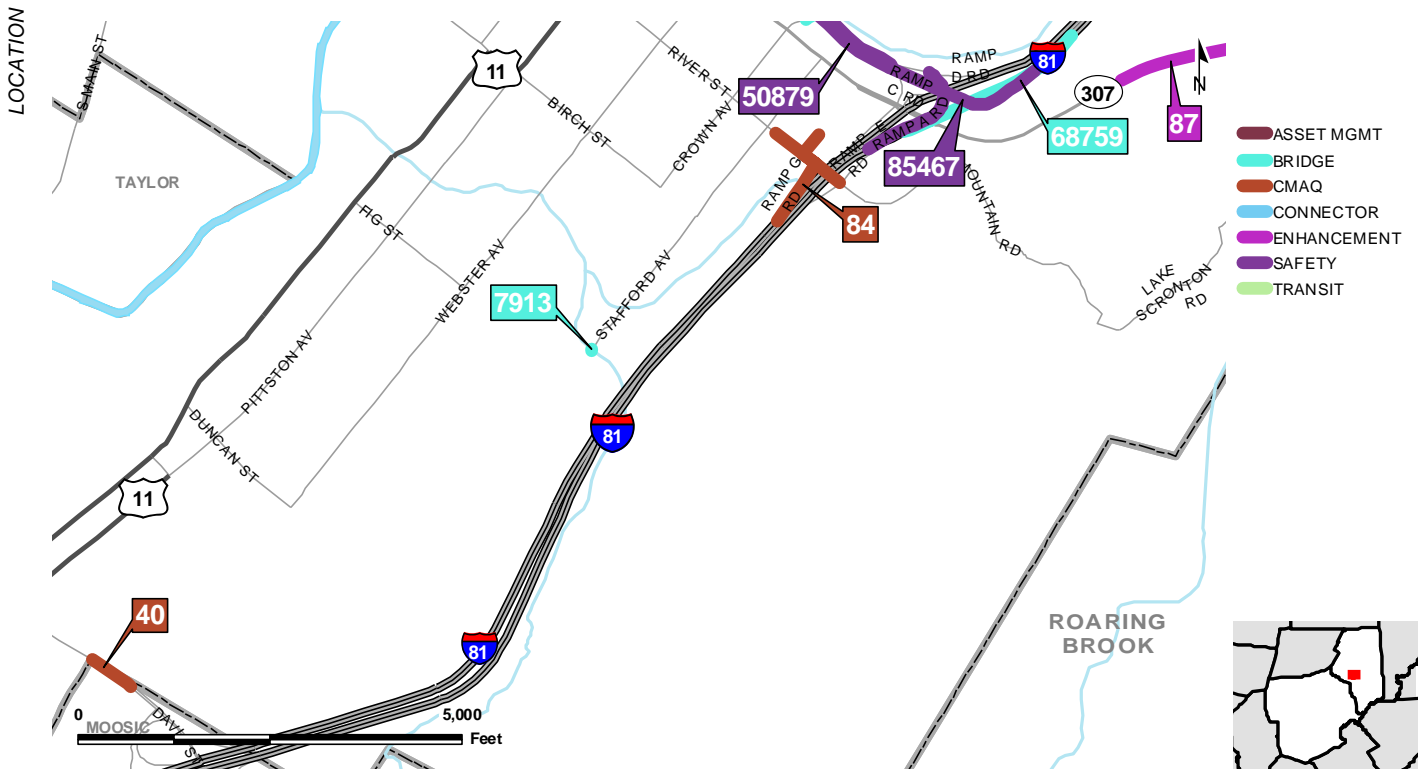 LOCATION
S MAIN ST
TAYLOR
11
BIRCH ST
RIVER ST
CROWN AV
50879
RAMP
D RD
RAMP
C RD
81
307
N
87
68759
85467
RAMP A RD
RAMP E
RD
RAMP G
RD
84
MOUNTAIN RD
LAKE
SCRONTON
RD
FIG ST
WEBSTER AV
STAFFORD AV
7913
PITTSTON AV
DUNCAN ST
11
81
81
40
MOOSIC
ROARING
BROOK
0
5,000
Feet
ASSET MGMT
BRIDGE
CMAQ
CONNECTOR
ENHANCEMENT
SAFETY
TRANSIT